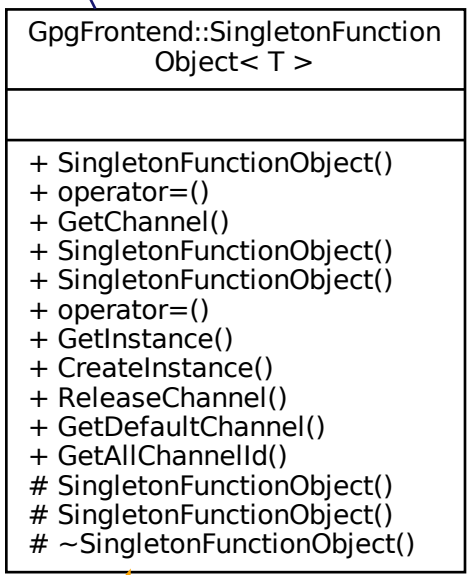 GpgFrontend::SingletonFunction
Object< T >
+ SingletonFunctionObject()
+ operator=()
+ GetChannel()
+ SingletonFunctionObject()
+ SingletonFunctionObject()
+ operator=()
+ GetInstance()
+ CreateInstance()
+ ReleaseChannel()
+ GetDefaultChannel()
+ GetAllChannelId()
# SingletonFunctionObject()
# SingletonFunctionObject()
# ~SingletonFunctionObject()